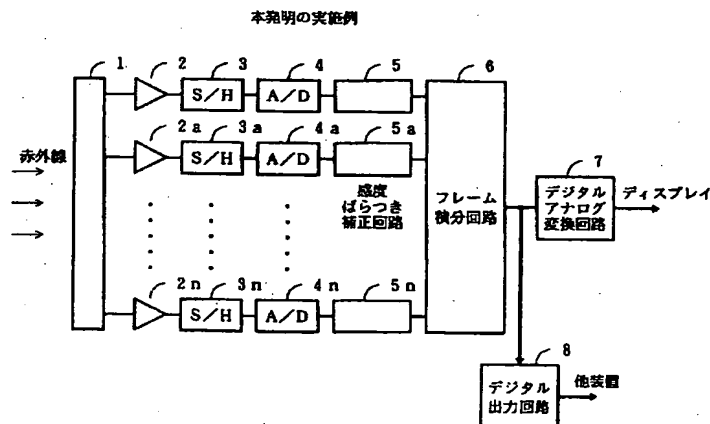 本発明の実施例
1 2 3 4 5 6
S/H A/D
2a 3a 4a 5a
赤外線
S/H A/D
感度
ばらつき
補正回路
フレーム
積分回路
7
デジタル
アナログ
変換回路
ディスプレイ
2n 3n 4n 5n
S/H A/D
8
デジタル
出力回路
他装置